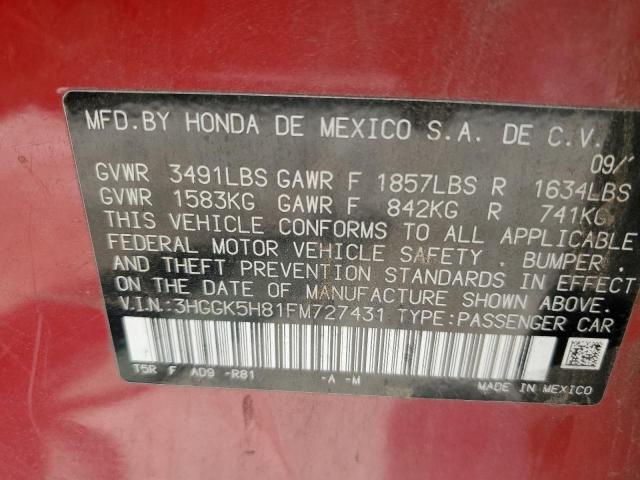 MFD.BY HONDA DE MEXICO S.A. DE C.V.
09/
GVWR 3491LBS GAWR F 1857LBS R 1634LBS
GVWR 1583KG GAWR F 842KG R 741KG
THIS VEHICLE CONFORMS TO ALL APPLICABLE
FEDERAL MOTOR VEHICLE SAFETY , BUMPER ,
AND THEFT PREVENTION STANDARDS IN EFFECT
ON THE DATE OF MANUFACTURE SHOWN ABOVE.
V.I.N.:3HGGK5H81FM727431 TYPE:PASSENGER CAR
T5R F AD9 -R81 -A -M
MADE IN MEXICO